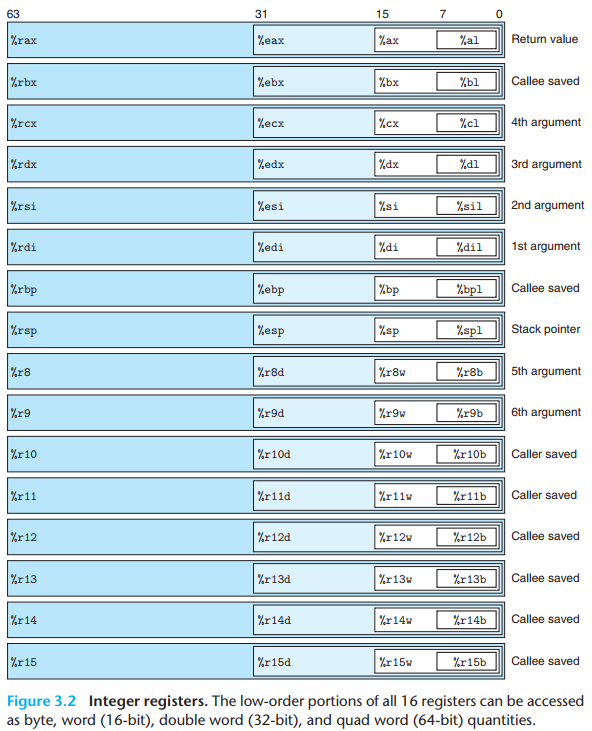 63 31 15 7 0
%rax %eax %ax %al Return value
%rbx %ebx %bx %bl Callee saved
%rcx %ecx %cx %cl 4th argument
%rdx %edx %dx %dl 3rd argument
%rsi %esi %si %sil 2nd argument
%rdi %edi %di %dil 1st argument
%rbp %ebp %bp %bpl Callee saved
%rsp %esp %sp %spl Stack pointer
%r8 %r8d %r8w %r8b 5th argument
%r9 %r9d %r9w %r9b 6th argument
%r10 %r10d %r10w %r10b Caller saved
%r11 %r11d %r11w %r11b Caller saved
%r12 %r12d %r12w %r12b Callee saved
%r13 %r13d %r13w %r13b Callee saved
%r14 %r14d %r14w %r14b Callee saved
%r15 %r15d %r15w %r15b Callee saved
Figure 3.2 Integer registers. The low-order portions of all 16 registers can be accessed
as byte, word (16-bit), double word (32-bit), and quad word (64-bit) quantities.